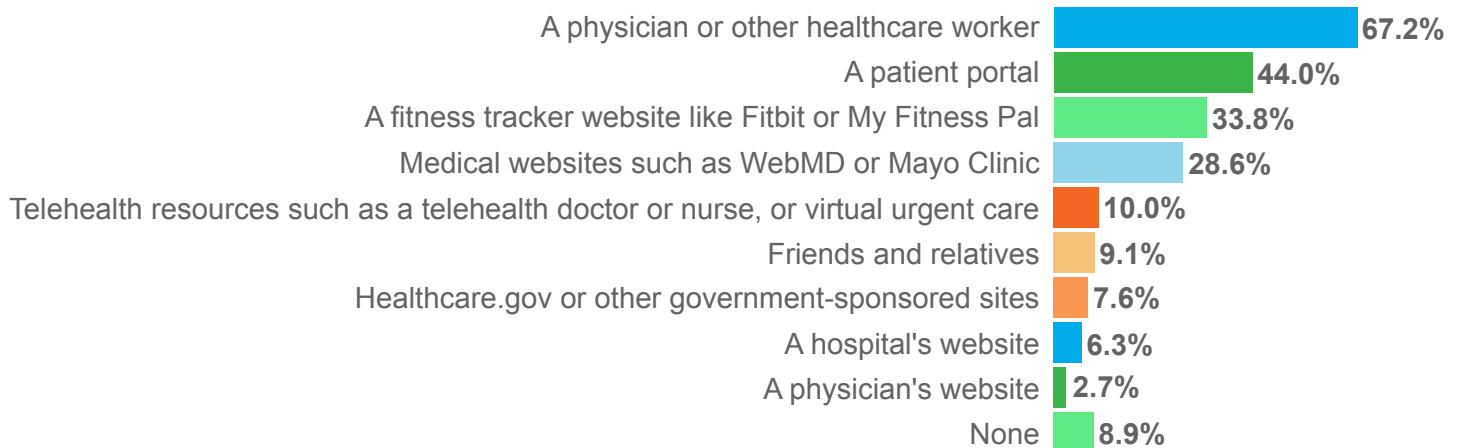 A physician or other healthcare worker 67.2%
A patient portal 44.0%
A fitness tracker website like Fitbit or My Fitness Pal 33.8%
Medical websites such as WebMD or Mayo Clinic 28.6%
Telehealth resources such as a telehealth doctor or nurse, or virtual urgent care 10.0%
Friends and relatives 9.1%
Healthcare.gov or other government-sponsored sites 7.6%
A hospital's website 6.3%
A physician's website 2.7%
None 8.9%